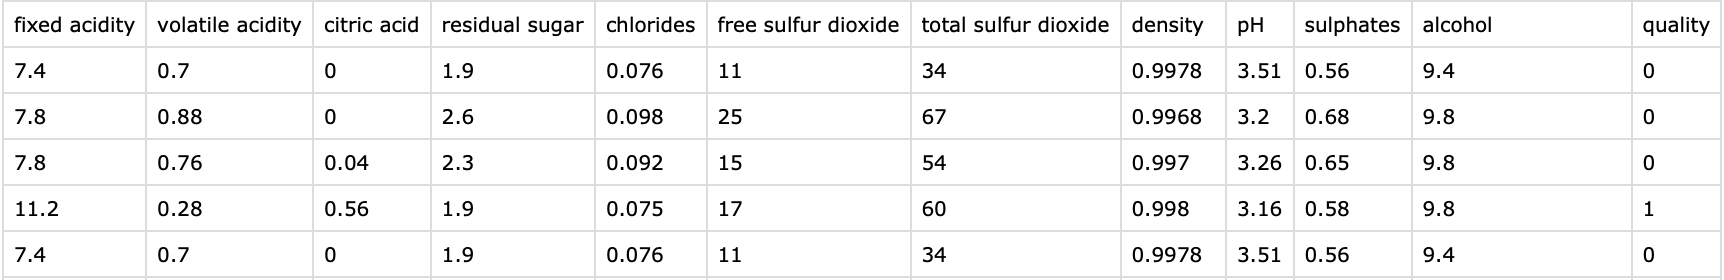 fixed acidity volatile acidity citric acid residual sugar chlorides free sulfur dioxide total sulfur dioxide density pH sulphates alcohol quality
7.4 0.7 0 1.9 0.076 11 34 0.9978 3.51 0.56 9.4 0
7.8 0.88 0 2.6 0.098 25 67 0.9968 3.2 0.68 9.8 0
7.8 0.76 0.04 2.3 0.092 15 54 0.997 3.26 0.65 9.8 0
11.2 0.28 0.56 1.9 0.075 17 60 0.998 3.16 0.58 9.8 1
7.4 0.7 0 1.9 0.076 11 34 0.9978 3.51 0.56 9.4 0